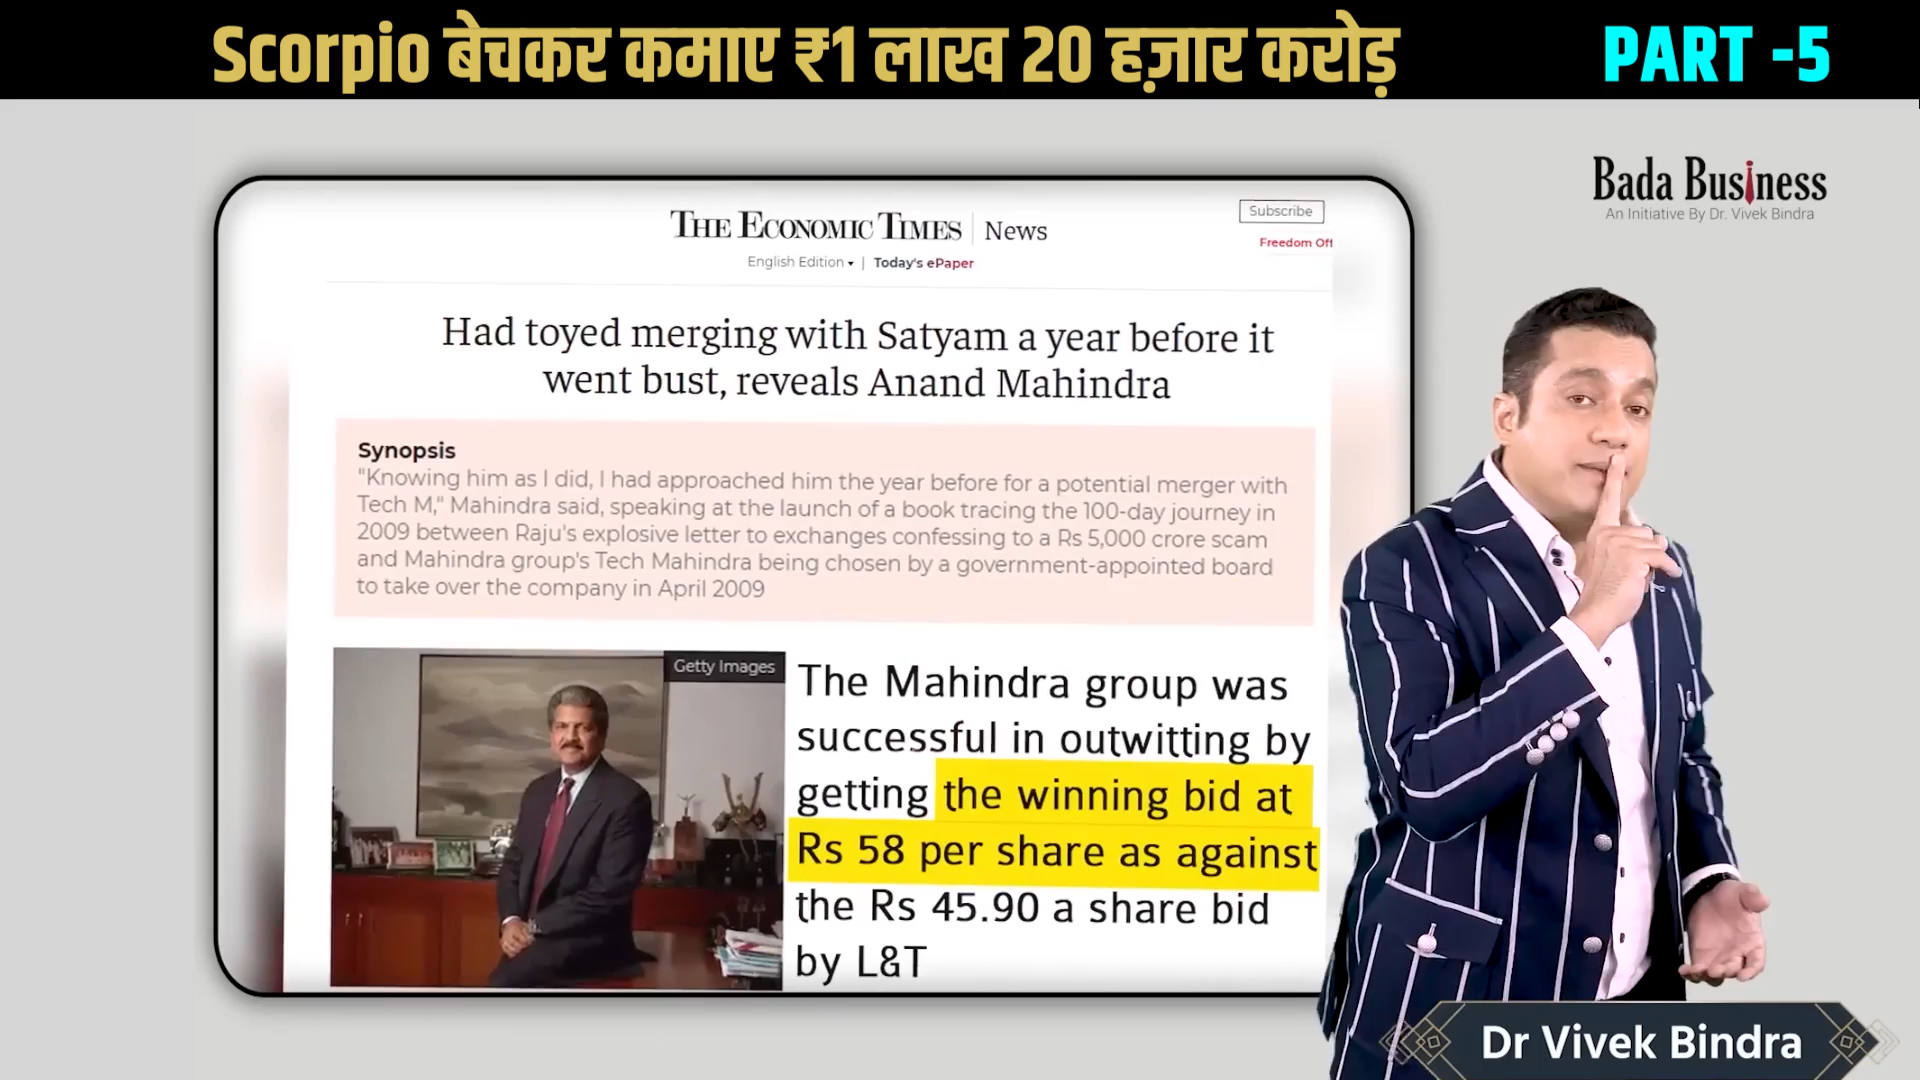 Scorpio बेचकर कमाए ₹1 लाख 20 हज़ार करोड़
PART -5
Bada Business
An Initiative By Dr. Vivek Bindra
THE ECONOMIC TIMES | News
Subscribe
Freedom Off
English Edition | Today's ePaper
Had toyed merging with Satyam a year before it
went bust, reveals Anand Mahindra
Synopsis
"Knowing him as I did, I had approached him the year before for a potential merger with
Tech M," Mahindra said, speaking at the launch of a book tracing the 100-day journey in
2009 between Raju's explosive letter to exchanges confessing to a Rs 5,000 crore scam
and Mahindra group's Tech Mahindra being chosen by a government-appointed board
to take over the company in April 2009
Getty Images
The Mahindra group was
successful in outwitting by
getting the winning bid at
Rs 58 per share as against
the Rs 45.90 a share bid
by L&T
Dr Vivek Bindra